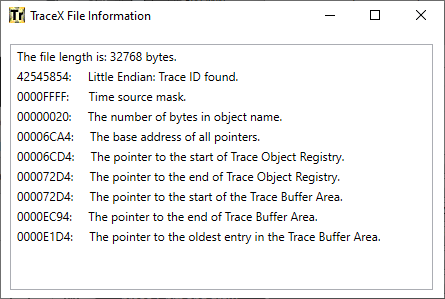 Tr TraceX File Information
The file length is: 32768 bytes.
42545854: Little Endian: Trace ID found.
0000FFFF: Time source mask.
00000020: The number of bytes in object name.
00006CA4: The base address of all pointers.
00006CD4: The pointer to the start of Trace Object Registry.
000072D4: The pointer to the end of Trace Object Registry.
000072D4: The pointer to the start of the Trace Buffer Area.
0000EC94: The pointer to the end of Trace Buffer Area.
0000E1D4: The pointer to the oldest entry in the Trace Buffer Area.